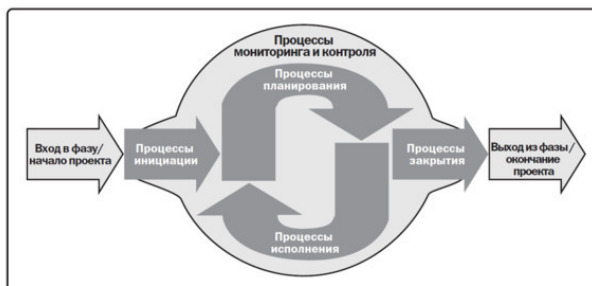 Процессы
мониторинга и контроля
Процессы
планирования
Вход в фазу/
начало проекта
Процессы
инициации
Процессы
закрытия
Выход из фазы/
окончание
проекта
Процессы
исполнения